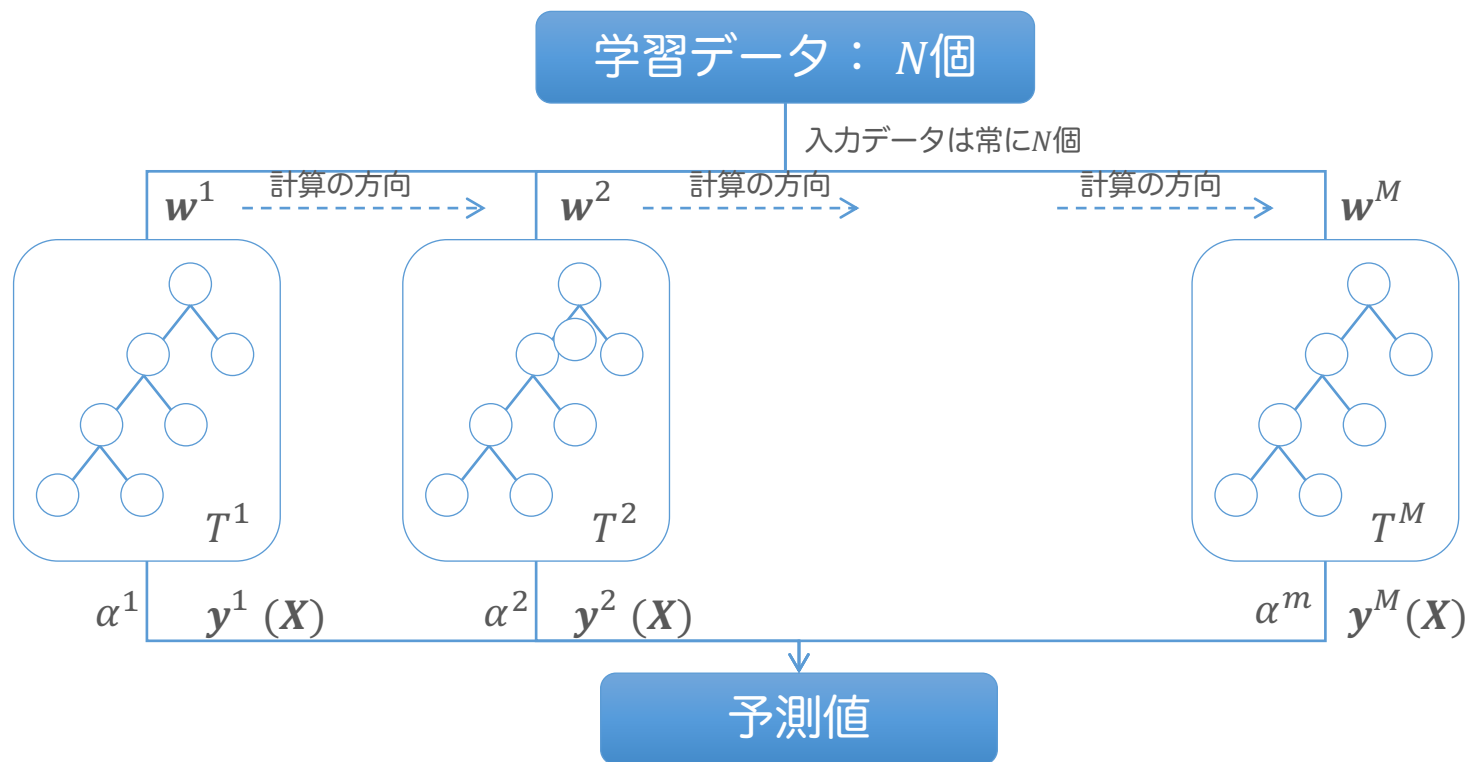 学習データ： N個
入力データは常にN個
計算の方向 計算の方向 計算の方向
w^1 w^2 w^M
T^1 T^2 T^M
α^1 y^1 (X) α^2 y^2 (X) α^m y^M(X)
予測値